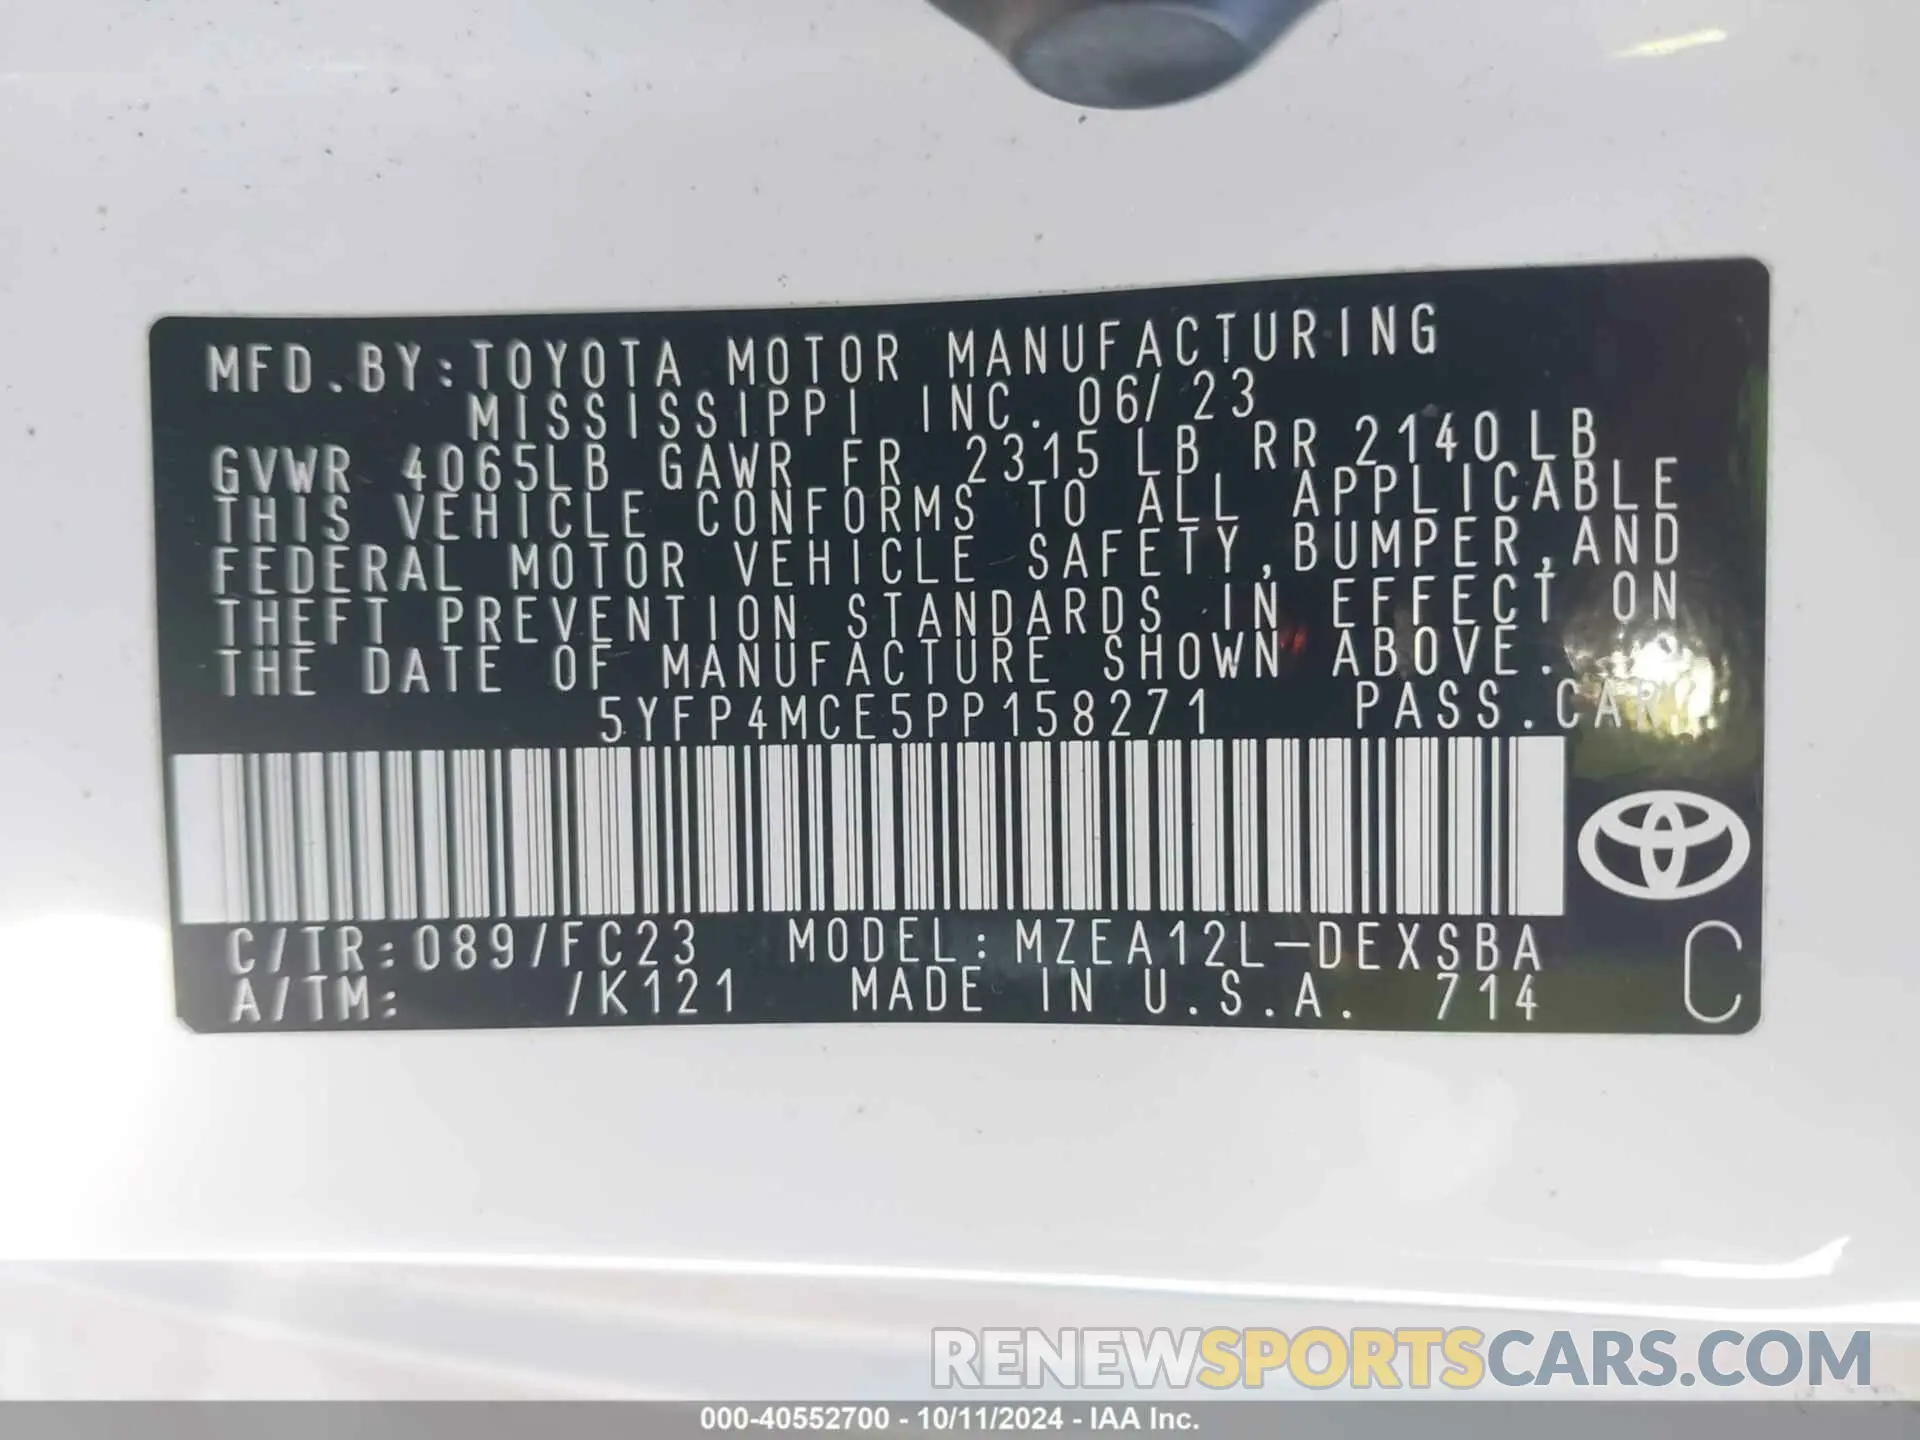 MFD.BY:TOYOTA MOTOR MANUFACTURING
MISSISSIPPI INC. 06/23
GVWR 4065LB GAWR FR 2315LB RR 2140LB
THIS VEHICLE CONFORMS TO ALL APPLICABLE
FEDERAL MOTOR VEHICLE SAFETY,BUMPER,AND
THEFT PREVENTION STANDARDS IN EFFECT ON
THE DATE OF MANUFACTURE SHOWN ABOVE.
5YFP4MCE5PP158271 PASS.CAR
C/TR:089/FC23 MODEL:MZEA12L-DEXSBA
A/TM: /K121 MADE IN U.S.A. 714 C
RENEWSPORTSCARS.COM
000-40552700 - 10/11/2024 - IAA Inc.